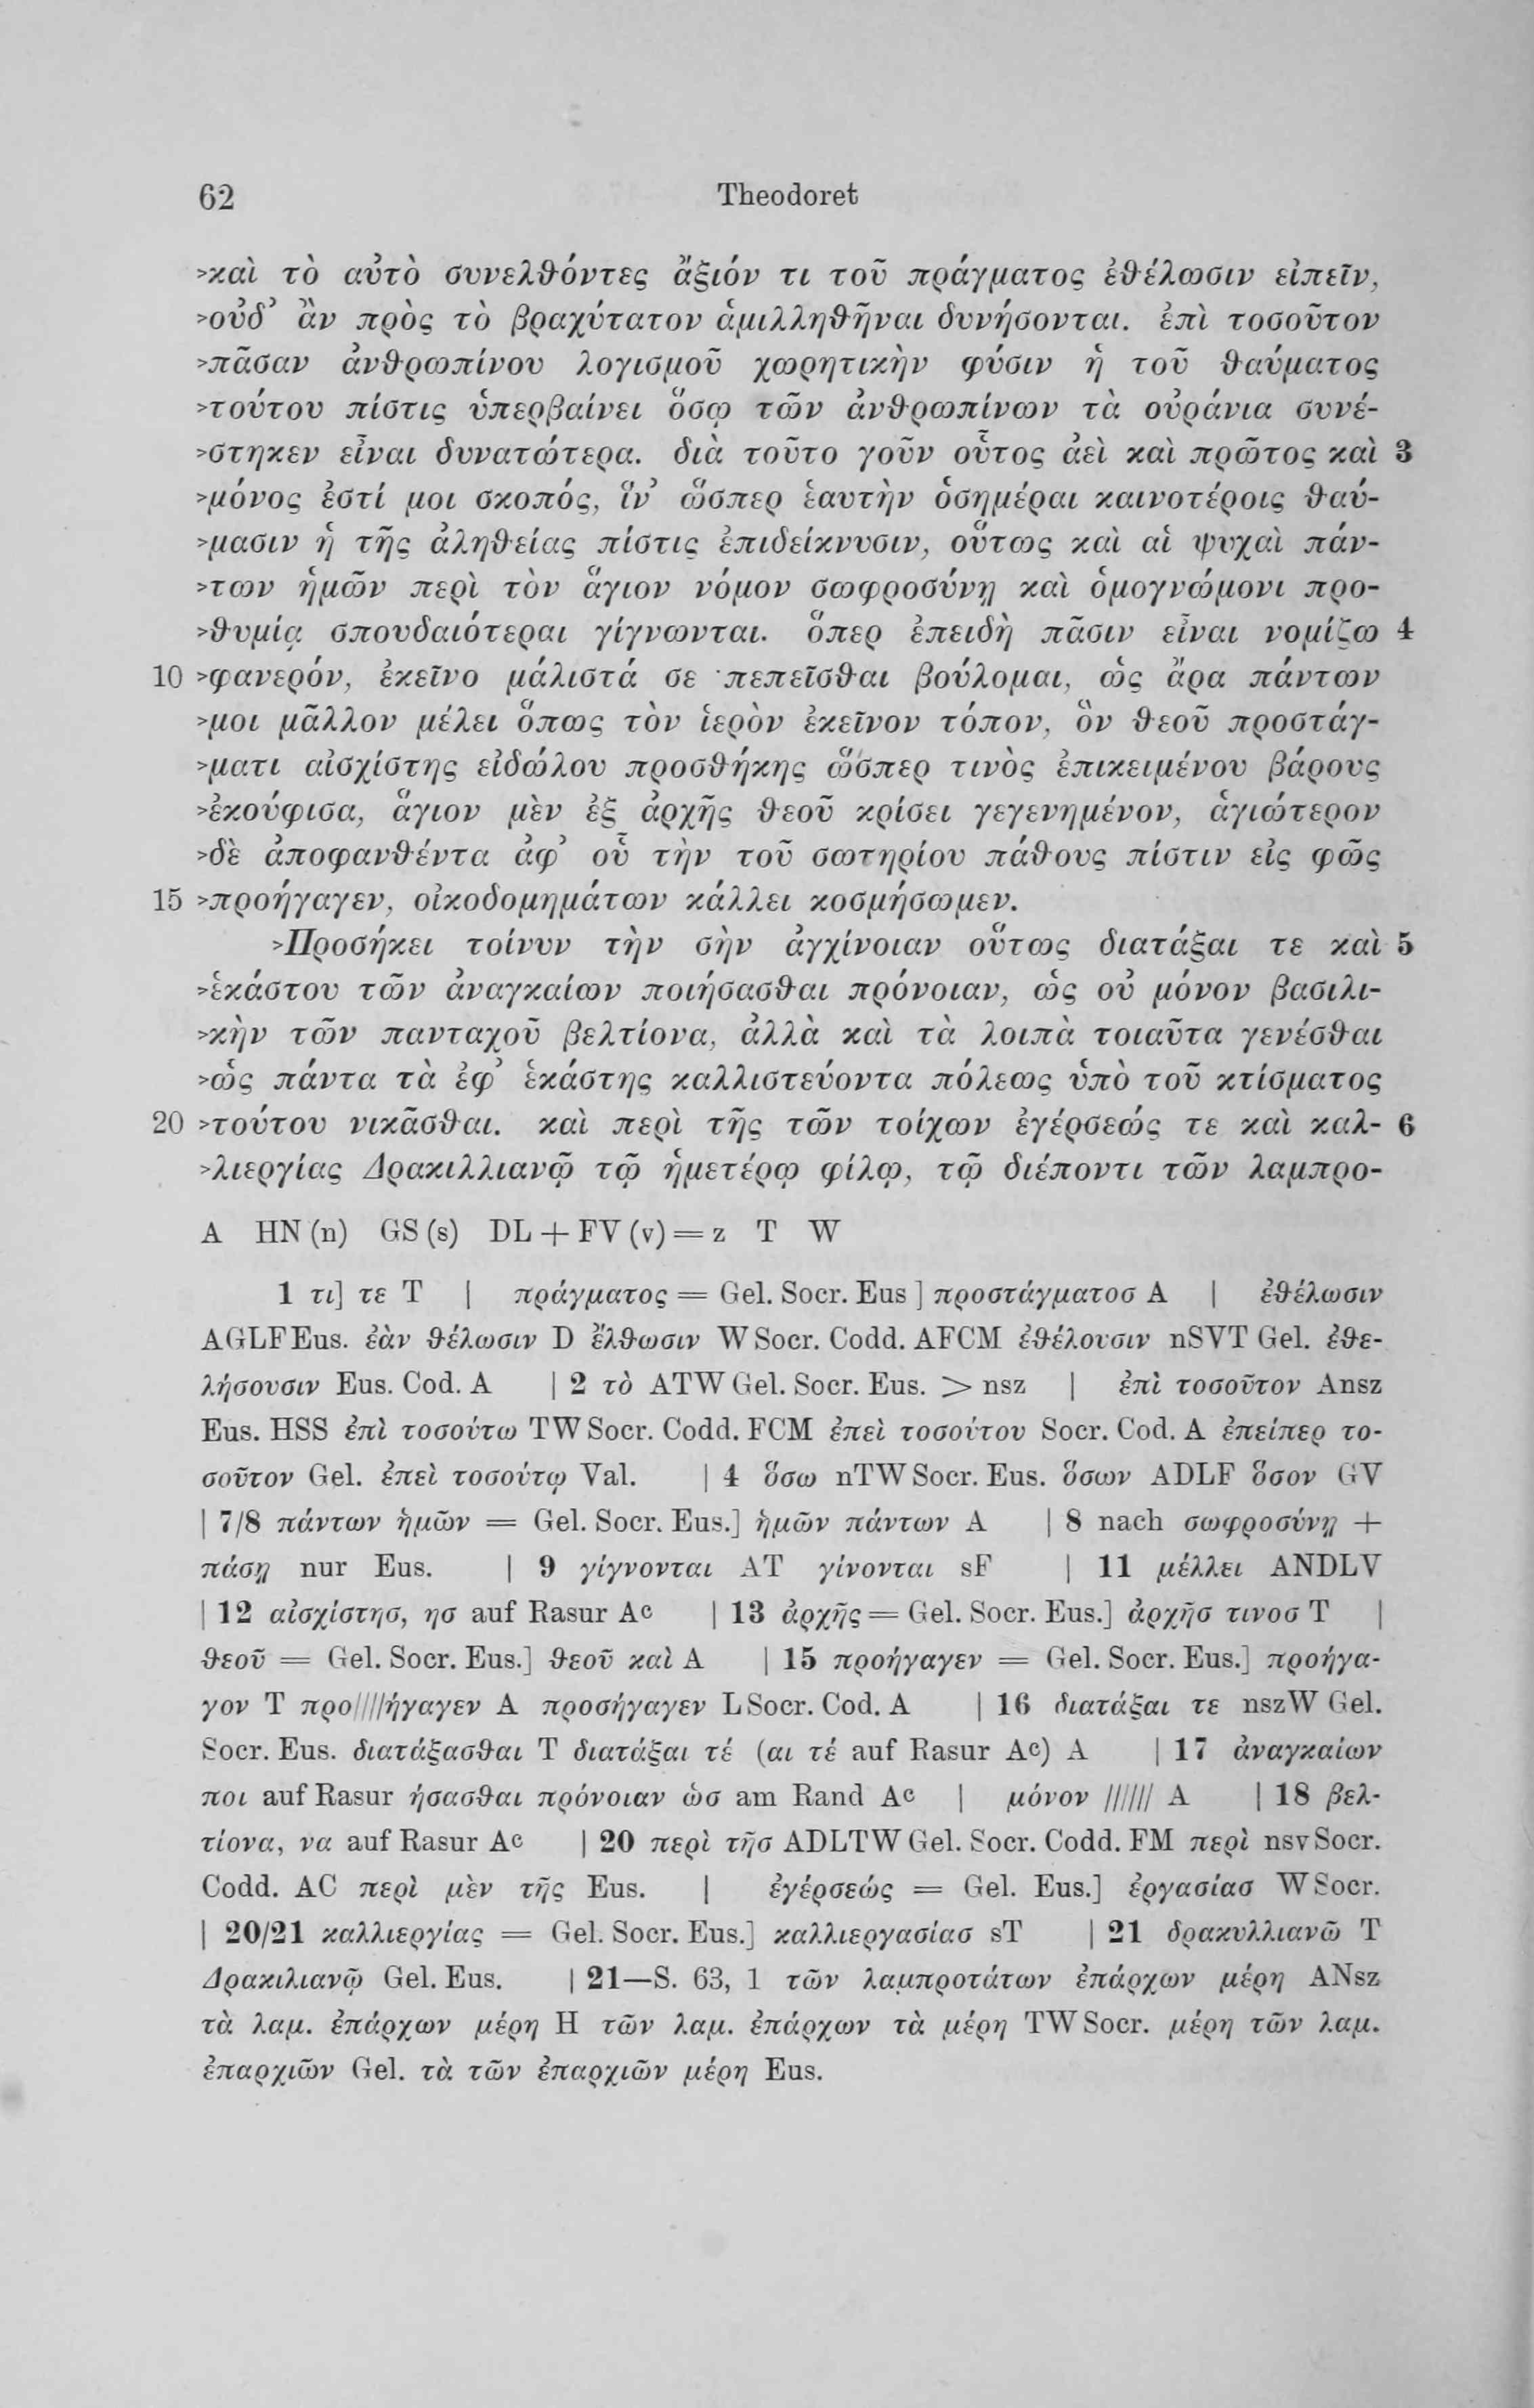 62 Theodoret
>καὶ τὸ αὐτὸ συνελθόντες ἄξιόν τι τοῦ πράγματος ἐθέλωσιν εἰπεῖν,
>οὐδ’ ἂν πρὸς τὸ βραχύτατον ἁμιλληθῆναι δυνήσονται. ἐπὶ τοσοῦτον
>πᾶσαν ἀνθρωπίνου λογισμοῦ χωρητικὴν φύσιν ἡ τοῦ θαύματος
>τούτου πίστις ὑπερβαίνει ὅσῳ τῶν ἀνθρωπίνων τὰ οὐράνια συνέ-
>στηκεν εἶναι δυνατώτερα. διὰ τοῦτο γοῦν οὗτος ἀεὶ καὶ πρῶτος καὶ 3
>μόνος ἐστί μοι σκοπός, ἵν’ ὥσπερ ἑαυτὴν ὁσημέραι καινοτέροις θαύ-
>μασιν ἡ τῆς ἀληθείας πίστις ἐπιδείκνυσιν, οὕτως καὶ αἱ ψυχαὶ πάν-
>των ἡμῶν περὶ τὸν ἅγιον νόμον σωφροσύνῃ καὶ ὁμογνώμονι προ-
>θυμίᾳ σπουδαιότεραι γίγνωνται. ὅπερ ἐπειδὴ πᾶσιν εἶναι νομίζω 4
10 >φανερόν, ἐκεῖνο μάλιστά σε πεπεῖσθαι βούλομαι, ὡς ἄρα πάντων
>μοι μᾶλλον μέλει ὅπως τὸν ἱερὸν ἐκεῖνον τόπον, ὃν θεοῦ προστάγ-
>ματι αἰσχίστης εἰδώλου προσθήκης ὥσπερ τινὸς ἐπικειμένου βάρους
>ἐκούφισα, ἅγιον μὲν ἐξ ἀρχῆς θεοῦ κρίσει γεγενημένον, ἁγιώτερον
>δὲ ἀποφανθέντα ἀφ’ οὗ τὴν τοῦ σωτηρίου πάθους πίστιν εἰς φῶς
15 >προήγαγεν, οἰκοδομημάτων κάλλει κοσμήσωμεν.
>Προσήκει τοίνυν τὴν σὴν ἀγχίνοιαν οὕτως διατάξαι τε καὶ 5
>ἑκάστου τῶν ἀναγκαίων ποιήσασθαι πρόνοιαν, ὡς οὐ μόνον βασιλι-
>κὴν τῶν πανταχοῦ βελτίονα, ἀλλὰ καὶ τὰ λοιπὰ τοιαῦτα γενέσθαι
>ὡς πάντα τὰ ἐφ’ ἑκάστης καλλιστεύοντα πόλεως ὑπὸ τοῦ κτίσματος
20 >τούτου νικᾶσθαι. καὶ περὶ τῆς τῶν τοίχων ἐγέρσεώς τε καὶ καλ- 6
>λιεργίας Δρακιλλιανῷ τῷ ἡμετέρῳ φίλῳ, τῷ διέποντι τῶν λαμπρο-
A HN (n) GS (s) DL + FV (v) = z T W
1 τι] τε T | πράγματος = Gel. Socr. Eus ] προστάγματοσ A | ἐθέλωσιν
AGLF Eus. ἐὰν θέλωσιν D ἔλθωσιν W Socr. Codd. AFCM ἐθέλουσιν nSVT Gel. ἐθε-
λήσουσιν Eus. Cod. A | 2 τὸ ATW Gel. Socr. Eus. > nsz | ἐπὶ τοσοῦτον Ansz
Eus. HSS ἐπὶ τοσούτω TW Socr. Codd. FCM ἐπεὶ τοσούτου Socr. Cod. A ἐπείπερ το-
σοῦτον Gel. ἐπεὶ τοσούτῳ Val. | 4 ὅσω nTW Socr. Eus. ὅσων ADLF ὅσον GV
| 7/8 πάντων ἡμῶν = Gel. Socr. Eus.] ἡμῶν πάντων A | 8 nach σωφροσύνῃ +
πάσῃ nur Eus. | 9 γίγνονται AT γίνονται sF | 11 μέλλει ANDLV
| 12 αἰσχίστησ, ησ auf Rasur Aᶜ | 13 ἀρχῆς = Gel. Socr. Eus.] ἀρχῆσ τινοσ T |
θεοῦ = Gel. Socr. Eus.] θεοῦ καὶ A | 15 προήγαγεν = Gel. Socr. Eus.] προήγα-
γον T προ////ήγαγεν A προσήγαγεν L Socr. Cod. A | 16 διατάξαι τε nszW Gel.
Socr. Eus. διατάξασθαι T διατάξαι τέ (αι τέ auf Rasur Aᶜ) A | 17 ἀναγκαίων
ποι auf Rasur ήσασθαι πρόνοιαν ὡσ am Rand Aᶜ | μόνον ////// A | 18 βελ-
τίονα, να auf Rasur Aᶜ | 20 περὶ τῆσ ADLTW Gel. Socr. Codd. FM περὶ nsv Socr.
Codd. AC περὶ μὲν τῆς Eus. | ἐγέρσεώς = Gel. Eus.] ἐργασίασ W Socr.
| 20/21 καλλιεργίας = Gel. Socr. Eus.] καλλιεργασίασ sT | 21 δρακυλλιανῶ T
Δρακιλιανῷ Gel. Eus. | 21—S. 63, 1 τῶν λαμπροτάτων ἐπάρχων μέρη ANsz
τὰ λαμ. ἐπάρχων μέρη H τῶν λαμ. ἐπάρχων τὰ μέρη TW Socr. μέρη τῶν λαμ.
ἐπαρχιῶν Gel. τὰ τῶν ἐπαρχιῶν μέρη Eus.